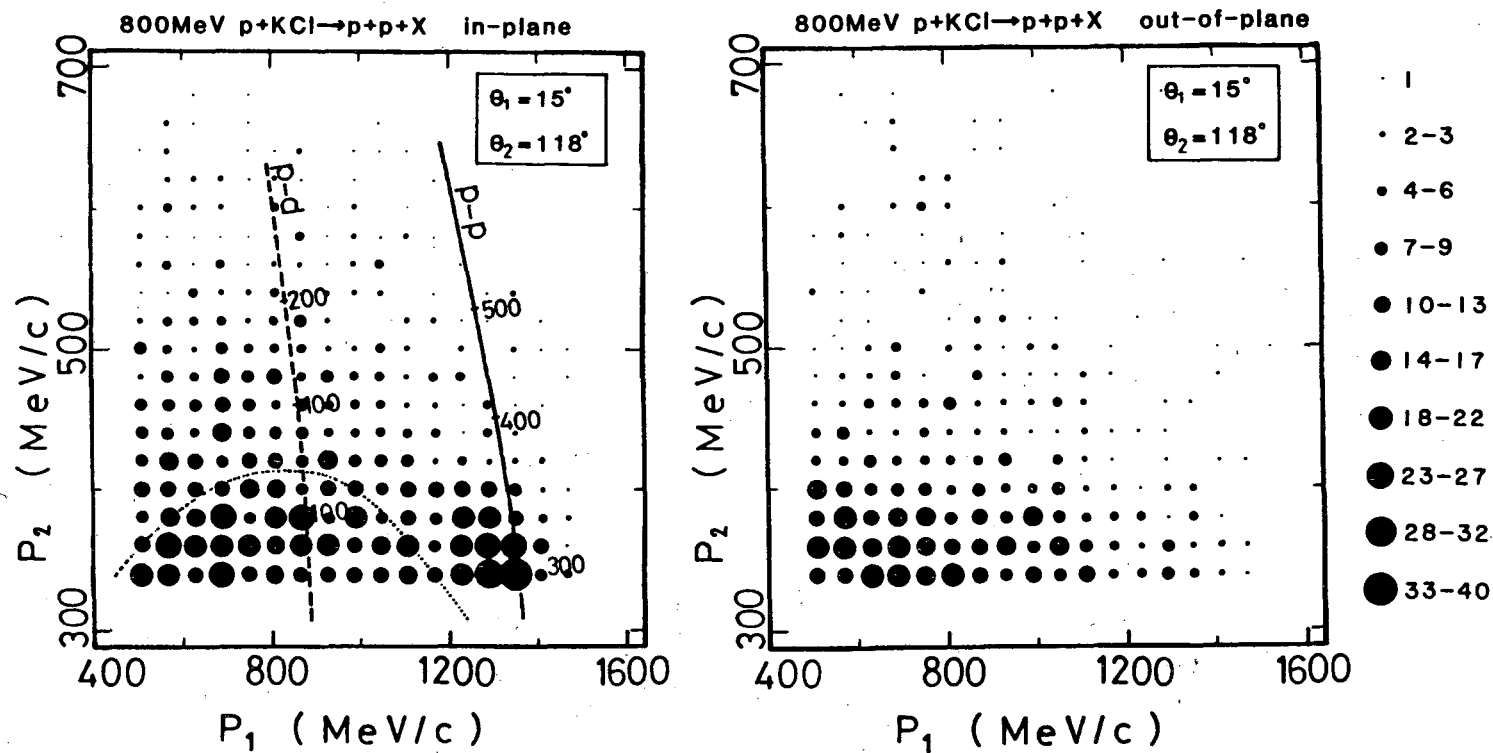 800MeV p+KCl→p+p+X in-plane
θ₁=15°
θ₂=118°
p-d
p-p
200
100
100
500
400
300
700
500
300
P₂ (MeV/c)
400 800 1200 1600
P₁ (MeV/c)
800MeV p+KCl→p+p+X out-of-plane
θ₁=15°
θ₂=118°
700
500
300
P₂ (MeV/c)
400 800 1200 1600
P₁ (MeV/c)
1
2-3
4-6
7-9
10-13
14-17
18-22
23-27
28-32
33-40